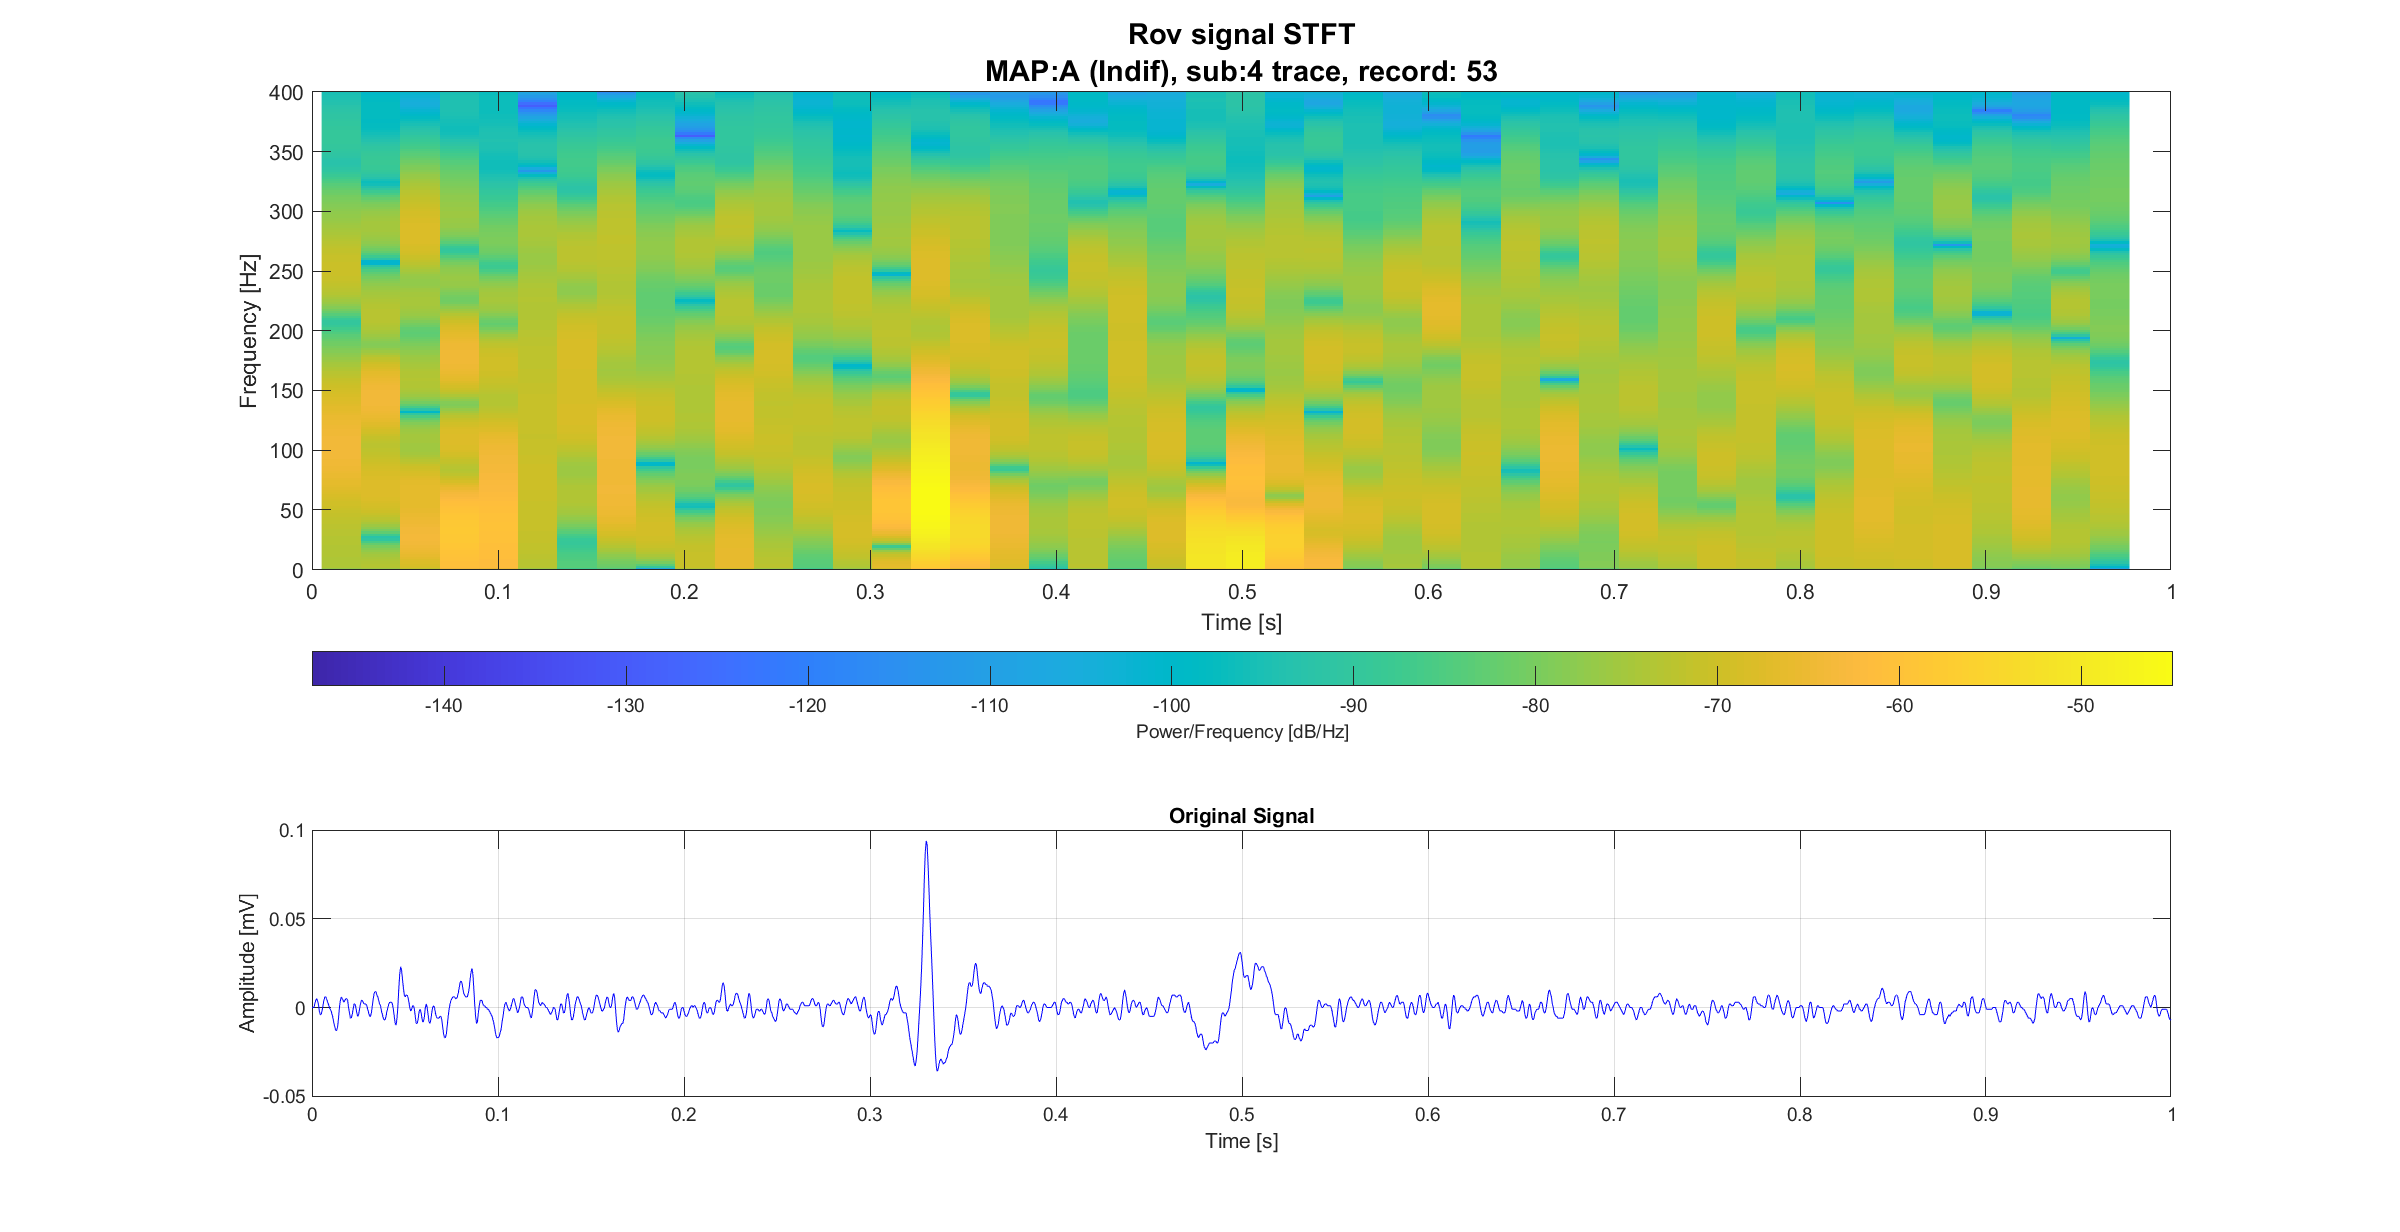 Rov signal STFT
MAP:A (Indif), sub:4 trace, record: 53
400
350
300
250
200
150
100
50
0
Frequency [Hz]
0 0.1 0.2 0.3 0.4 0.5 0.6 0.7 0.8 0.9 1
Time [s]
-140 -130 -120 -110 -100 -90 -80 -70 -60 -50
Power/Frequency [dB/Hz]
Original Signal
0.1
0.05
0
-0.05
Amplitude [mV]
0 0.1 0.2 0.3 0.4 0.5 0.6 0.7 0.8 0.9 1
Time [s]